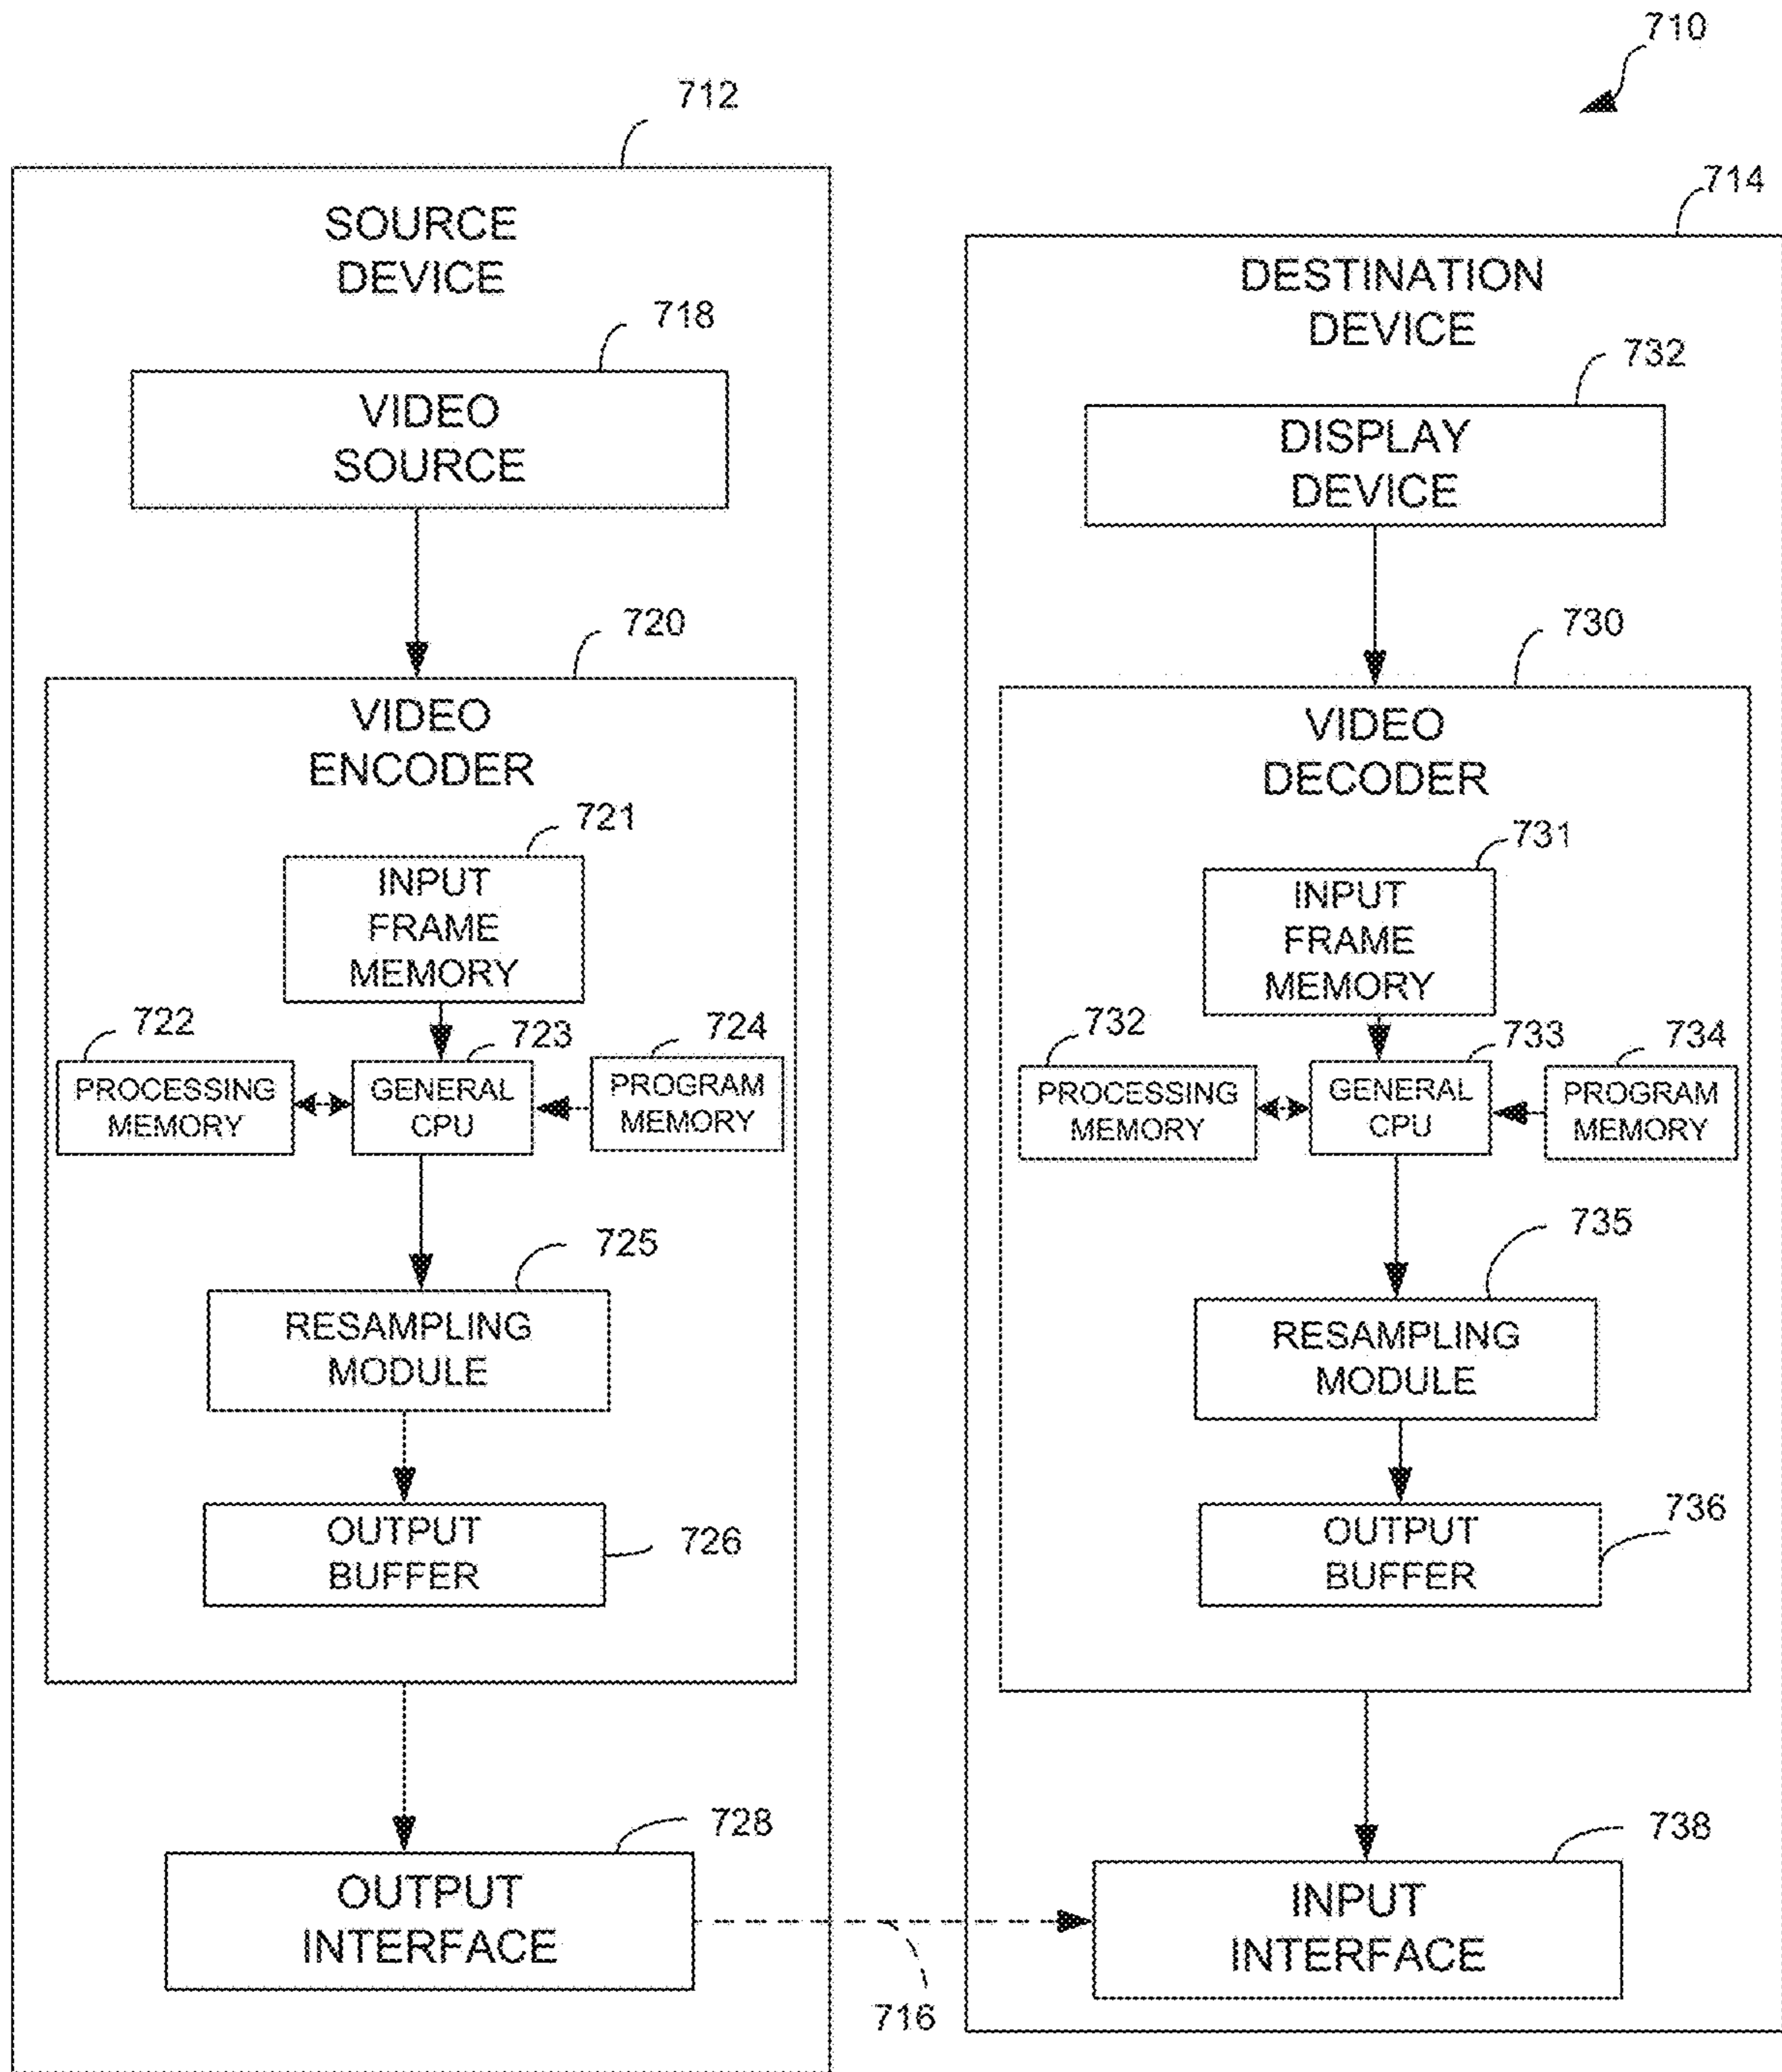 710
712
SOURCE
DEVICE
718
VIDEO
SOURCE
720
VIDEO
ENCODER
721
INPUT
FRAME
MEMORY
722
PROCESSING
MEMORY
723
GENERAL
CPU
724
PROGRAM
MEMORY
725
RESAMPLING
MODULE
OUTPUT
BUFFER
726
728
OUTPUT
INTERFACE
716
714
DESTINATION
DEVICE
732
DISPLAY
DEVICE
730
VIDEO
DECODER
731
INPUT
FRAME
MEMORY
732
PROCESSING
MEMORY
733
GENERAL
CPU
734
PROGRAM
MEMORY
735
RESAMPLING
MODULE
736
OUTPUT
BUFFER
738
INPUT
INTERFACE